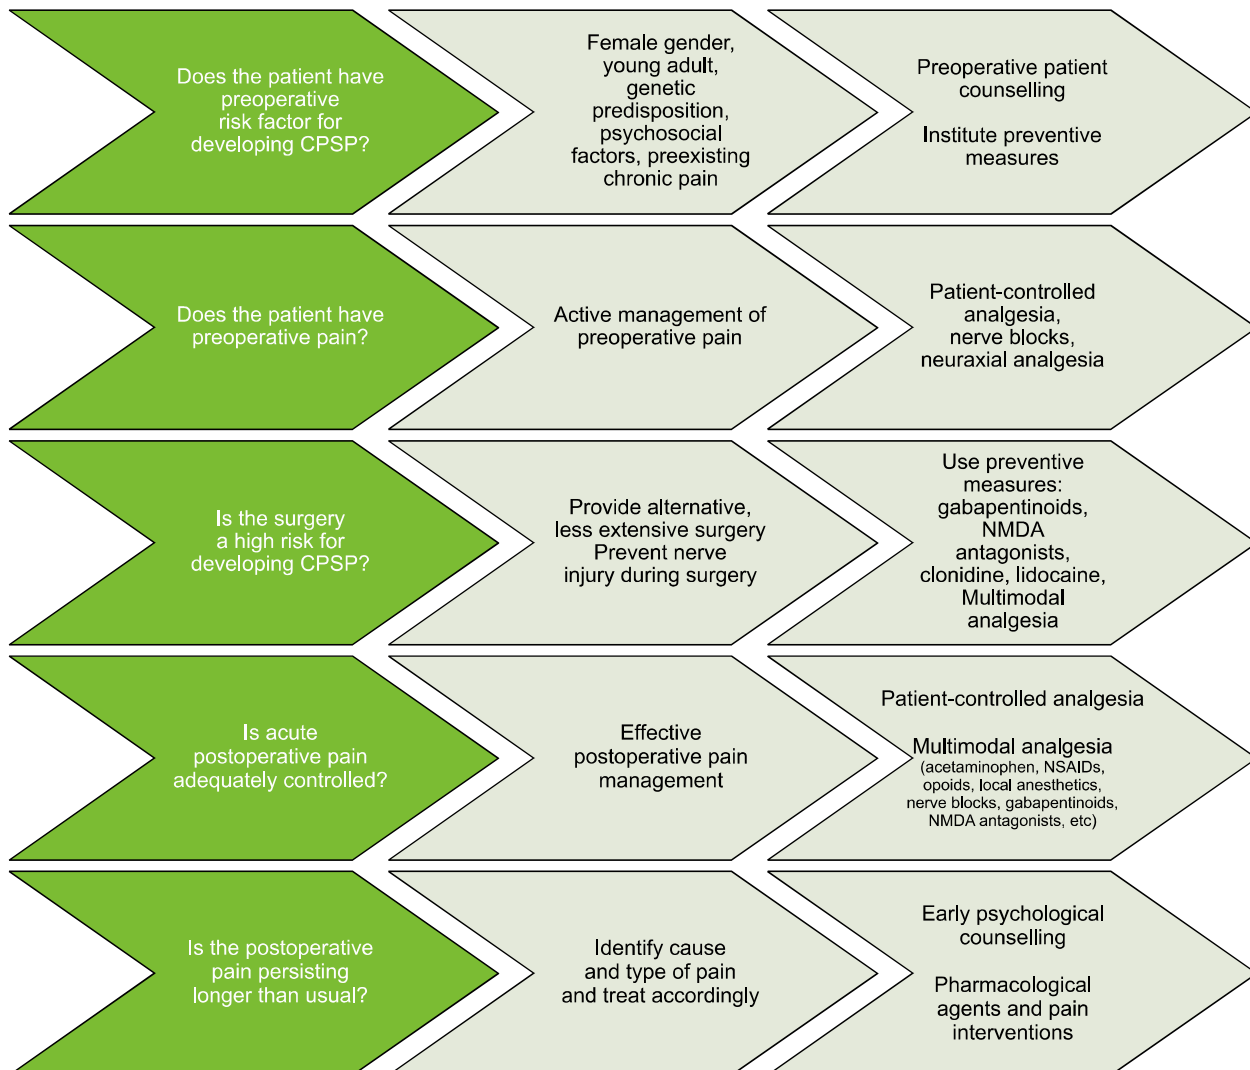 Does the patient have
preoperative
risk factor for
developing CPSP?
Female gender,
young adult,
genetic
predisposition,
psychosocial
factors, preexisting
chronic pain
Preoperative patient
counselling
Institute preventive
measures
Does the patient have
preoperative pain?
Active management of
preoperative pain
Patient-controlled
analgesia,
nerve blocks,
neuraxial analgesia
Is the surgery
a high risk for
developing CPSP?
Provide alternative,
less extensive surgery
Prevent nerve
injury during surgery
Use preventive
measures:
gabapentinoids,
NMDA
antagonists,
clonidine, lidocaine,
Multimodal
analgesia
Is acute
postoperative pain
adequately controlled?
Effective
postoperative pain
management
Patient-controlled analgesia
Multimodal analgesia
(acetaminophen, NSAIDs,
opoids, local anesthetics,
nerve blocks, gabapentinoids,
NMDA antagonists, etc)
Is the postoperative
pain persisting
longer than usual?
Identify cause
and type of pain
and treat accordingly
Early psychological
counselling
Pharmacological
agents and pain
interventions